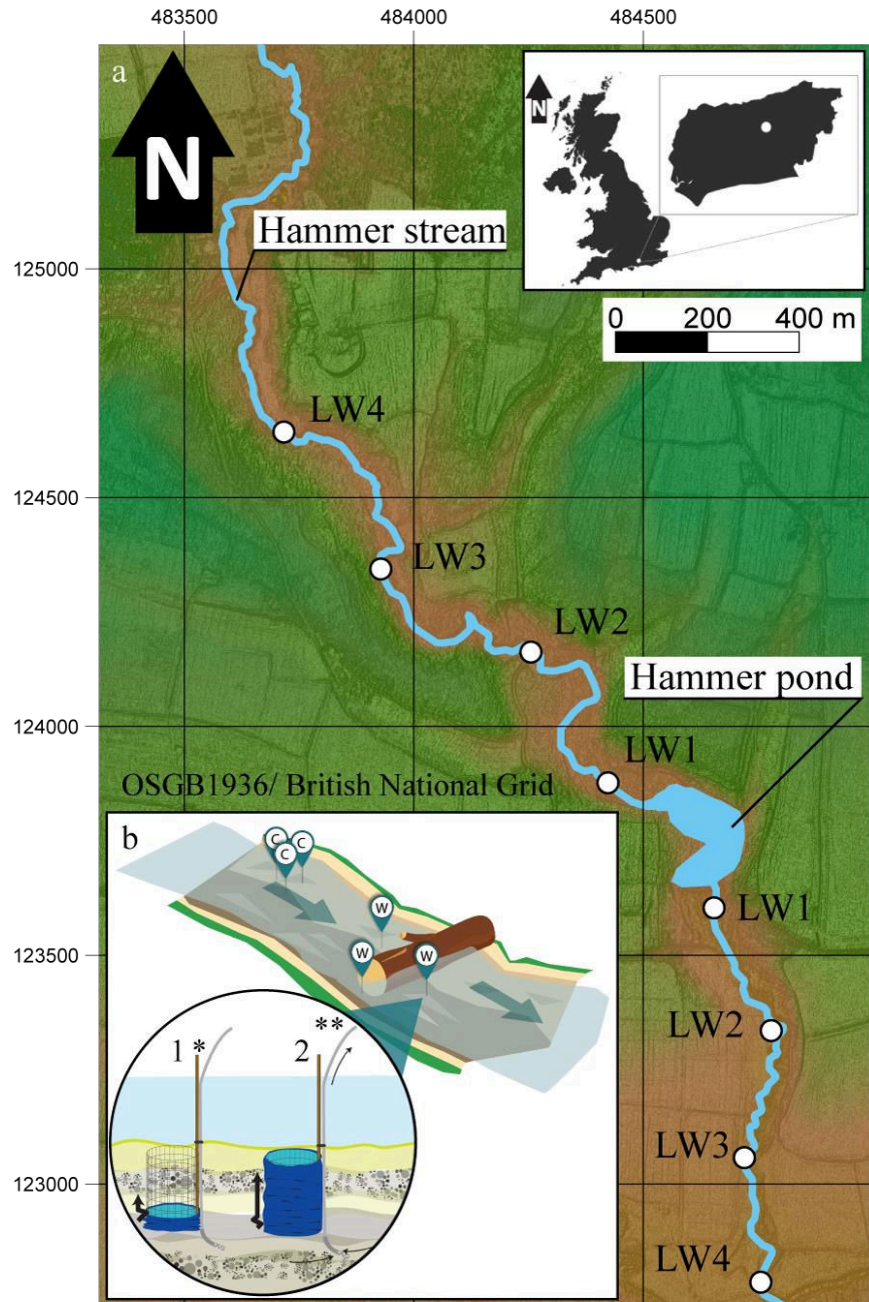 483500 484000 484500
a
N
N
Hammer stream
125000
0 200 400 m
LW4
124500
LW3
LW2
Hammer pond
124000
LW1
OSGB1936/ British National Grid
b
C
C
C
W
W
W
LW1
123500
LW2
1 *
2
**
LW3
123000
LW4